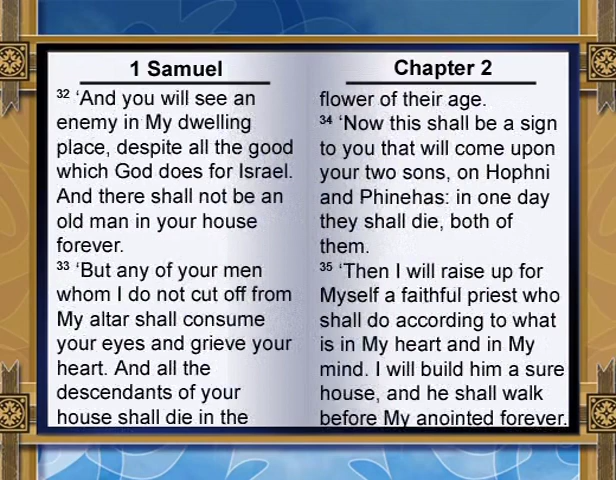 1 Samuel
32 ‘And you will see an
enemy in My dwelling
place, despite all the good
which God does for Israel.
And there shall not be an
old man in your house
forever.
33 ‘But any of your men
whom I do not cut off from
My altar shall consume
your eyes and grieve your
heart. And all the
descendants of your
house shall die in the
Chapter 2
flower of their age.
34 ‘Now this shall be a sign
to you that will come upon
your two sons, on Hophni
and Phinehas: in one day
they shall die, both of
them.
35 ‘Then I will raise up for
Myself a faithful priest who
shall do according to what
is in My heart and in My
mind. I will build him a sure
house, and he shall walk
before My anointed forever.